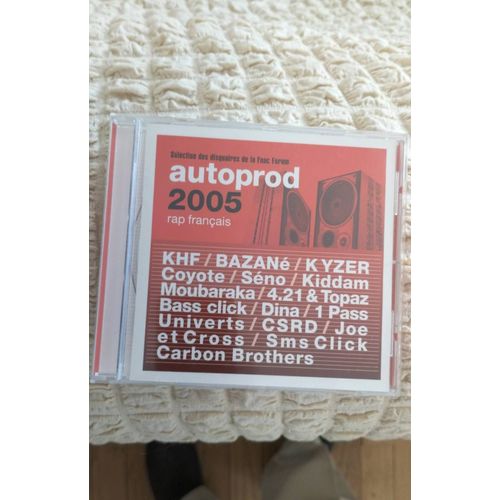 Sélection des disquaires de la Fnac Forum
autoprod
2005
rap français
KHF / BAZANé / KYZER
Coyote / Séno / Kiddam
Moubaraka / 4.21 & Topaz
Bass click / Dina / 1 Pass
Univerts / CSRD / Joe
et Cross / Sms Click
Carbon Brothers